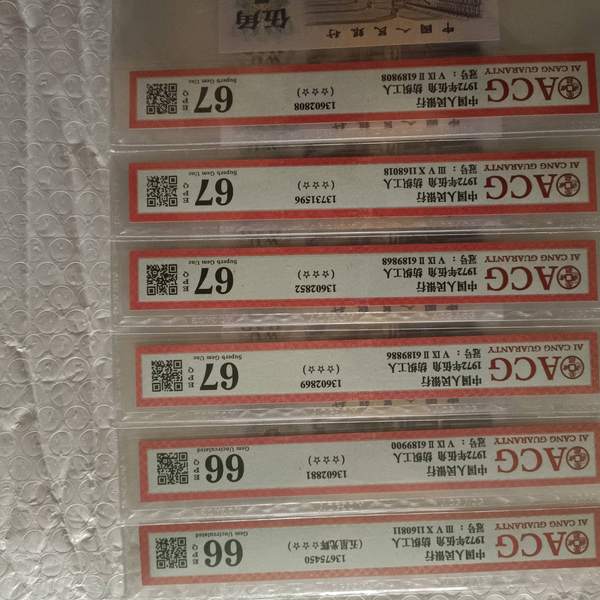 ACG
AI CANG GUARANTY
中国人民银行
1972年伍角 纺织工人
冠号：Ⅲ Ⅴ Ⅹ 1160811
13675450
(五星光辉☆☆☆)
66
EPQ
Gem Uncirculated
ACG
AI CANG GUARANTY
中国人民银行
1972年伍角 纺织工人
冠号：Ⅴ Ⅸ Ⅱ 6189900
13602881
(☆☆☆)
66
EPQ
Gem Uncirculated
ACG
AI CANG GUARANTY
中国人民银行
1972年伍角 纺织工人
冠号：Ⅴ Ⅸ Ⅱ 6189886
13602869
(☆☆☆)
67
EPQ
Superb Gem Unc
ACG
AI CANG GUARANTY
中国人民银行
1972年伍角 纺织工人
冠号：Ⅴ Ⅸ Ⅱ 6189868
13602852
(☆☆☆)
67
EPQ
Superb Gem Unc
ACG
AI CANG GUARANTY
中国人民银行
1972年伍角 纺织工人
冠号：Ⅲ Ⅴ Ⅹ 1168018
13731596
(☆☆☆)
67
EPQ
Superb Gem Unc
ACG
AI CANG GUARANTY
中国人民银行
1972年伍角 纺织工人
冠号：Ⅴ Ⅸ Ⅱ 6189808
13602808
(☆☆☆)
67
EPQ
Superb Gem Unc
中国人民银行
伍角